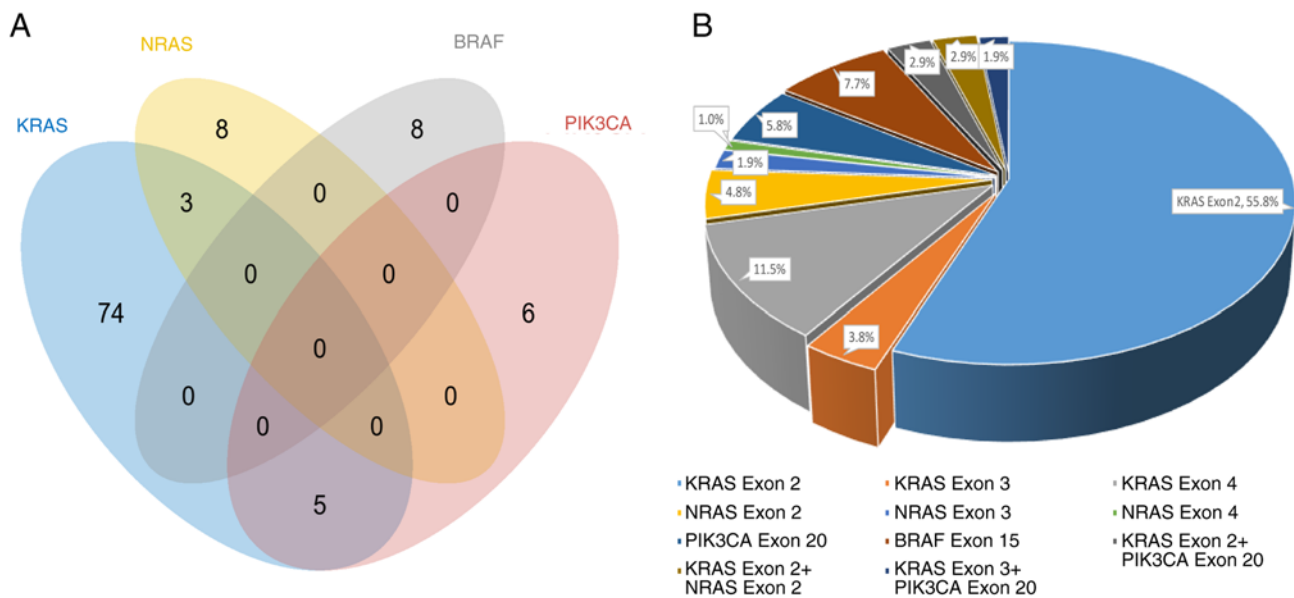 A
NRAS
BRAF
KRAS
PIK3CA
8
8
3
0
0
0
0
74
6
0
0
0
0
0
5
B
1.9%
2.9%
2.9%
7.7%
5.8%
1.0%
1.9%
4.8%
KRAS Exon2, 55.8%
11.5%
3.8%
KRAS Exon 2
KRAS Exon 3
KRAS Exon 4
NRAS Exon 2
NRAS Exon 3
NRAS Exon 4
PIK3CA Exon 20
BRAF Exon 15
KRAS Exon 2+
PIK3CA Exon 20
KRAS Exon 2+
NRAS Exon 2
KRAS Exon 3+
PIK3CA Exon 20